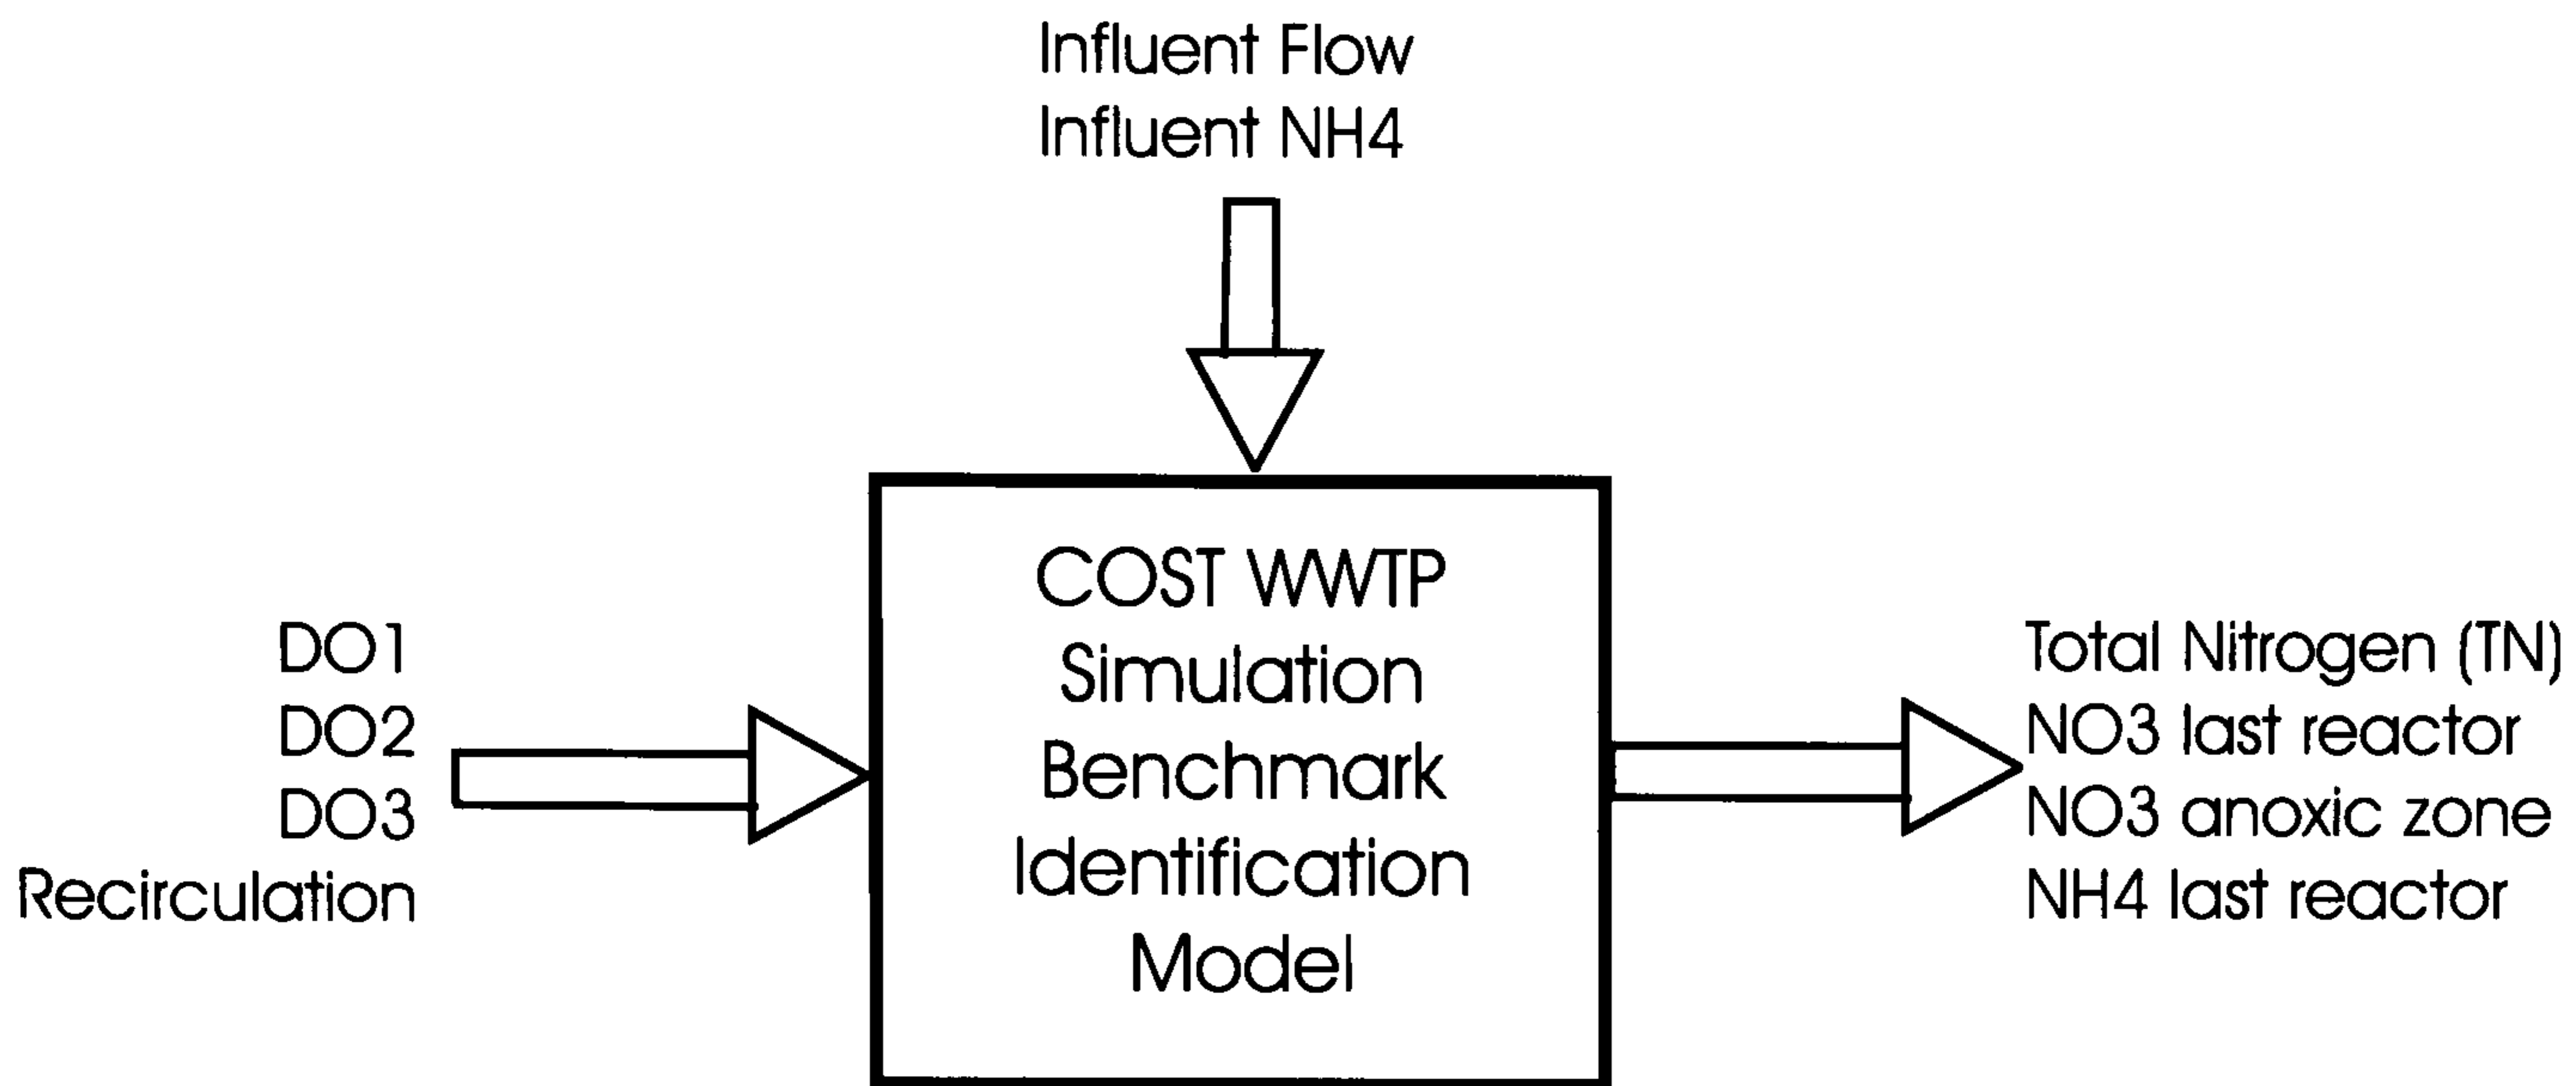 Influent Flow
Influent NH4
COST WWTP
Simulation
Benchmark
Identification
Model
DO1
DO2
DO3
Recirculation
Total Nitrogen (TN)
NO3 last reactor
NO3 anoxic zone
NH4 last reactor